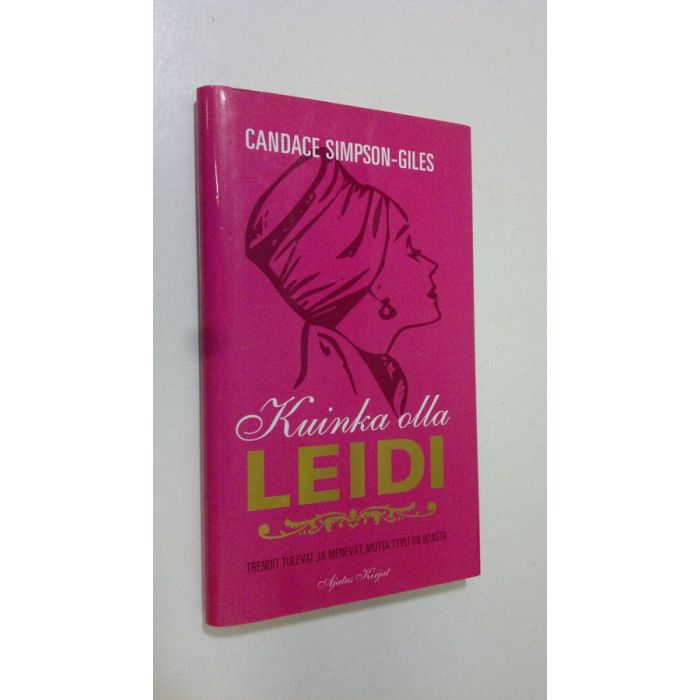 CANDACE SIMPSON-GILES
Kuinka olla
LEIDI
TRENDIT TULEVAT JA MENEVÄT, MUTTA TYYLI ON IKUISTA
Ajatus Kirjat